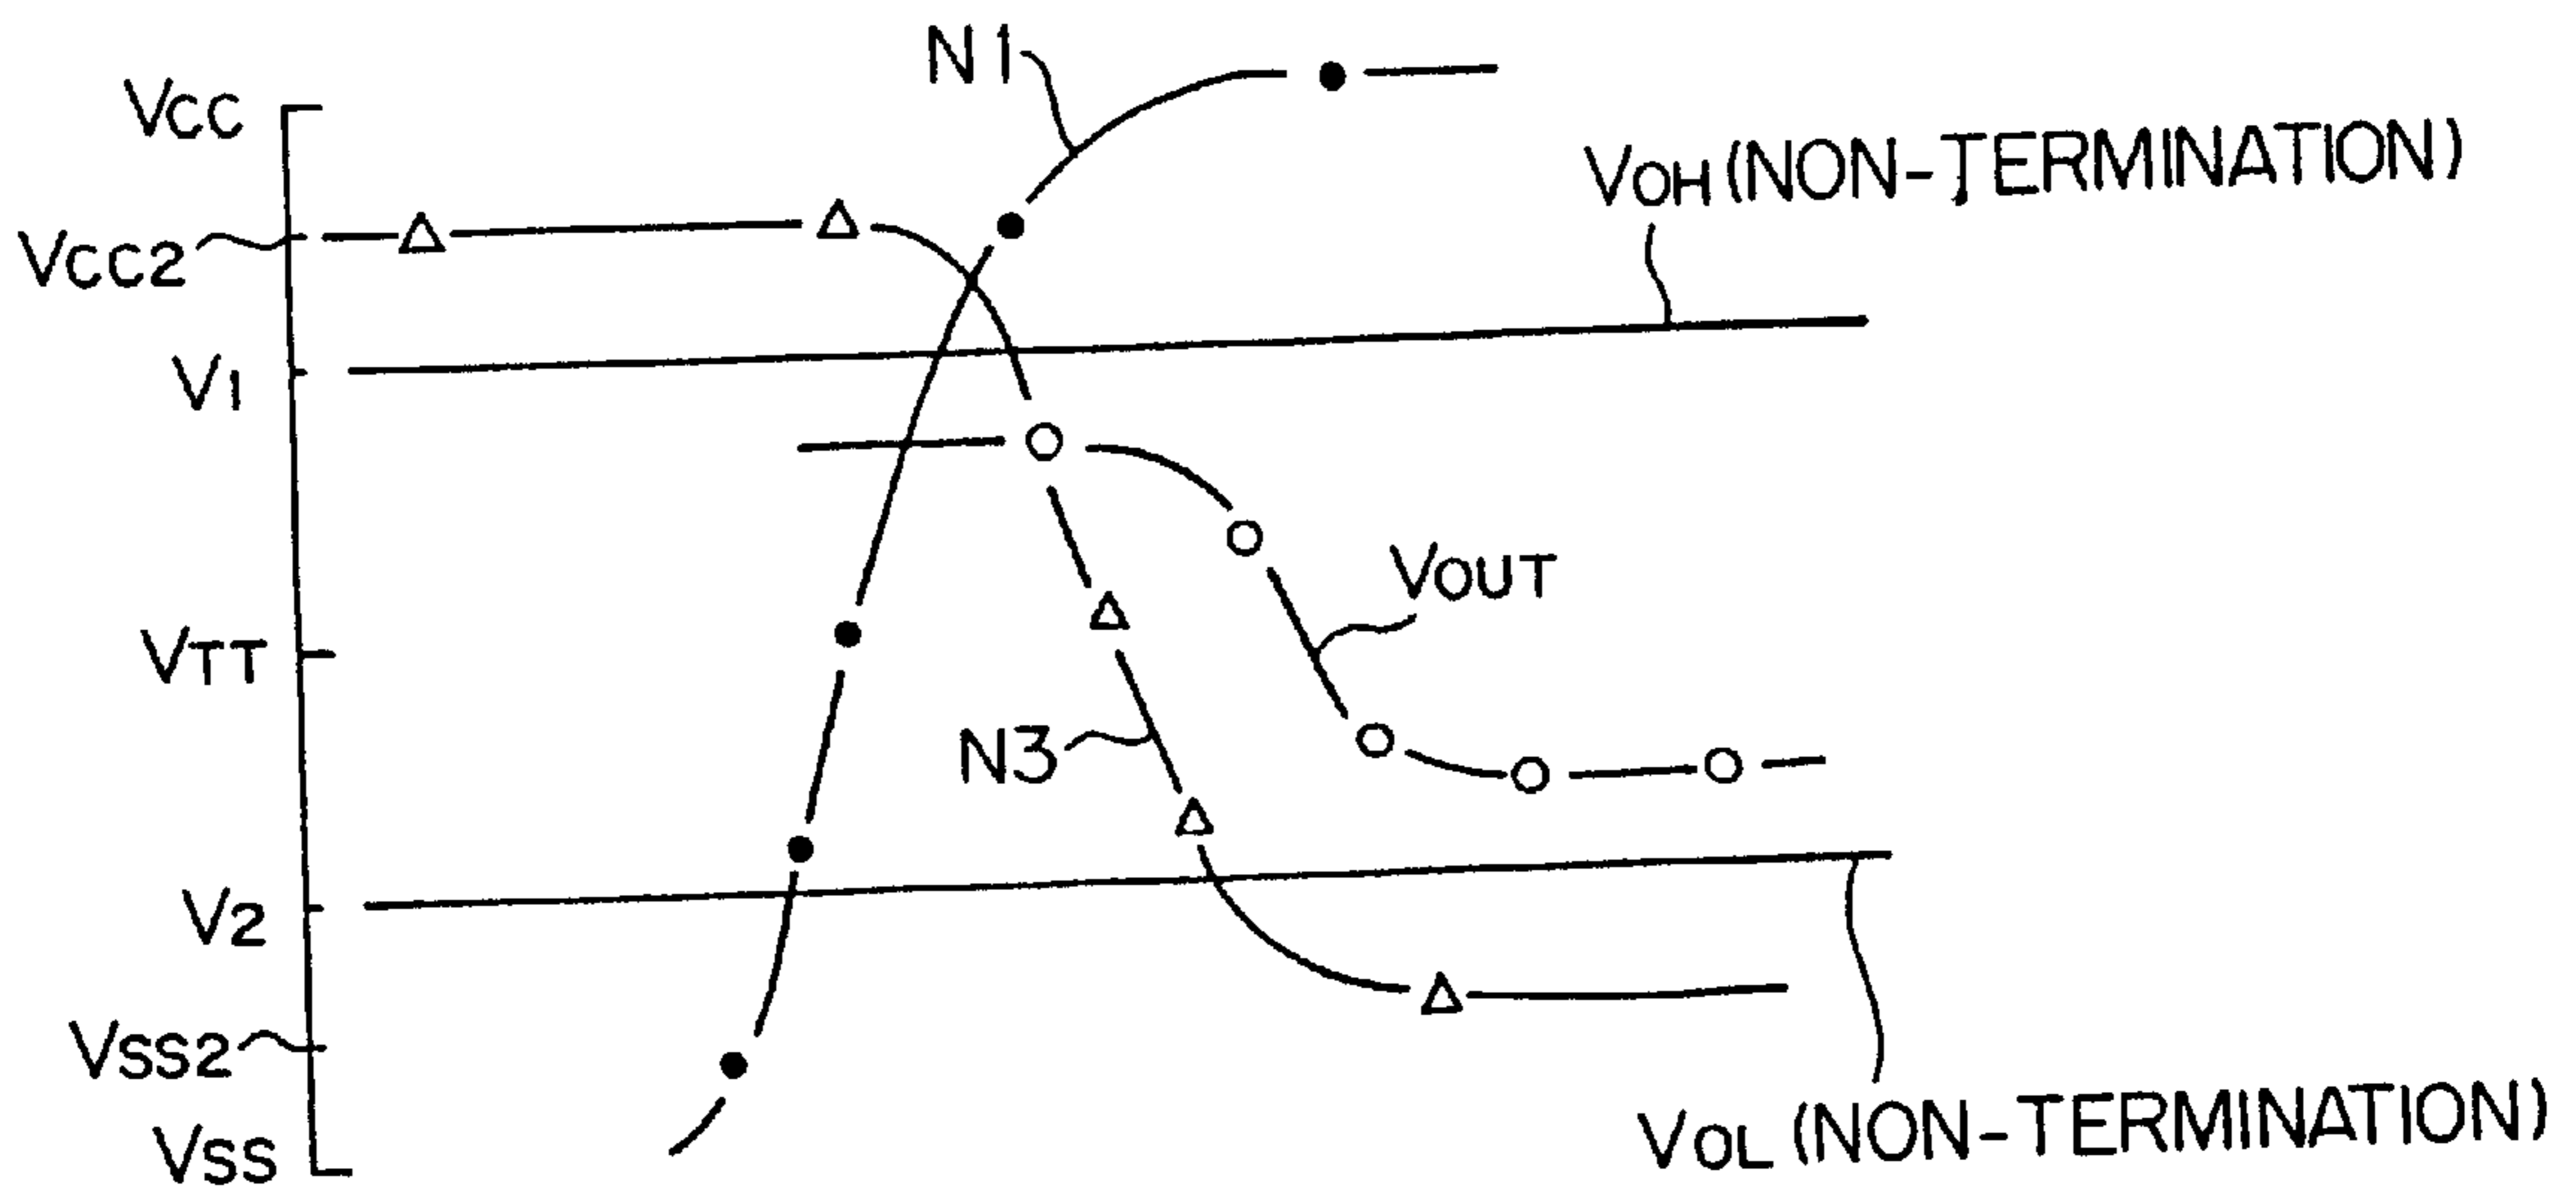 N1
VCC
VOH (NON-TERMINATION)
VCC2
V1
VOUT
VTT
N3
V2
VSS2
VOL (NON-TERMINATION)
VSS